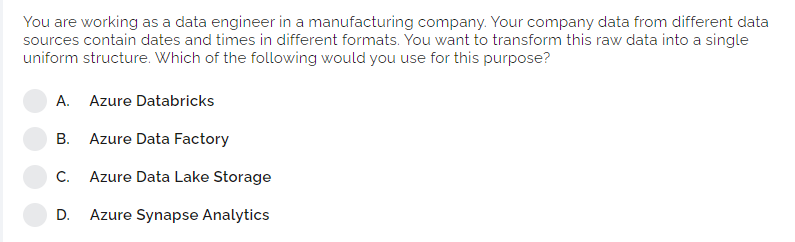 You are working as a data engineer in a manufacturing company. Your company data from different data
sources contain dates and times in different formats. You want to transform this raw data into a single
uniform structure. Which of the following would you use for this purpose?
A. Azure Databricks
B. Azure Data Factory
C. Azure Data Lake Storage
D. Azure Synapse Analytics